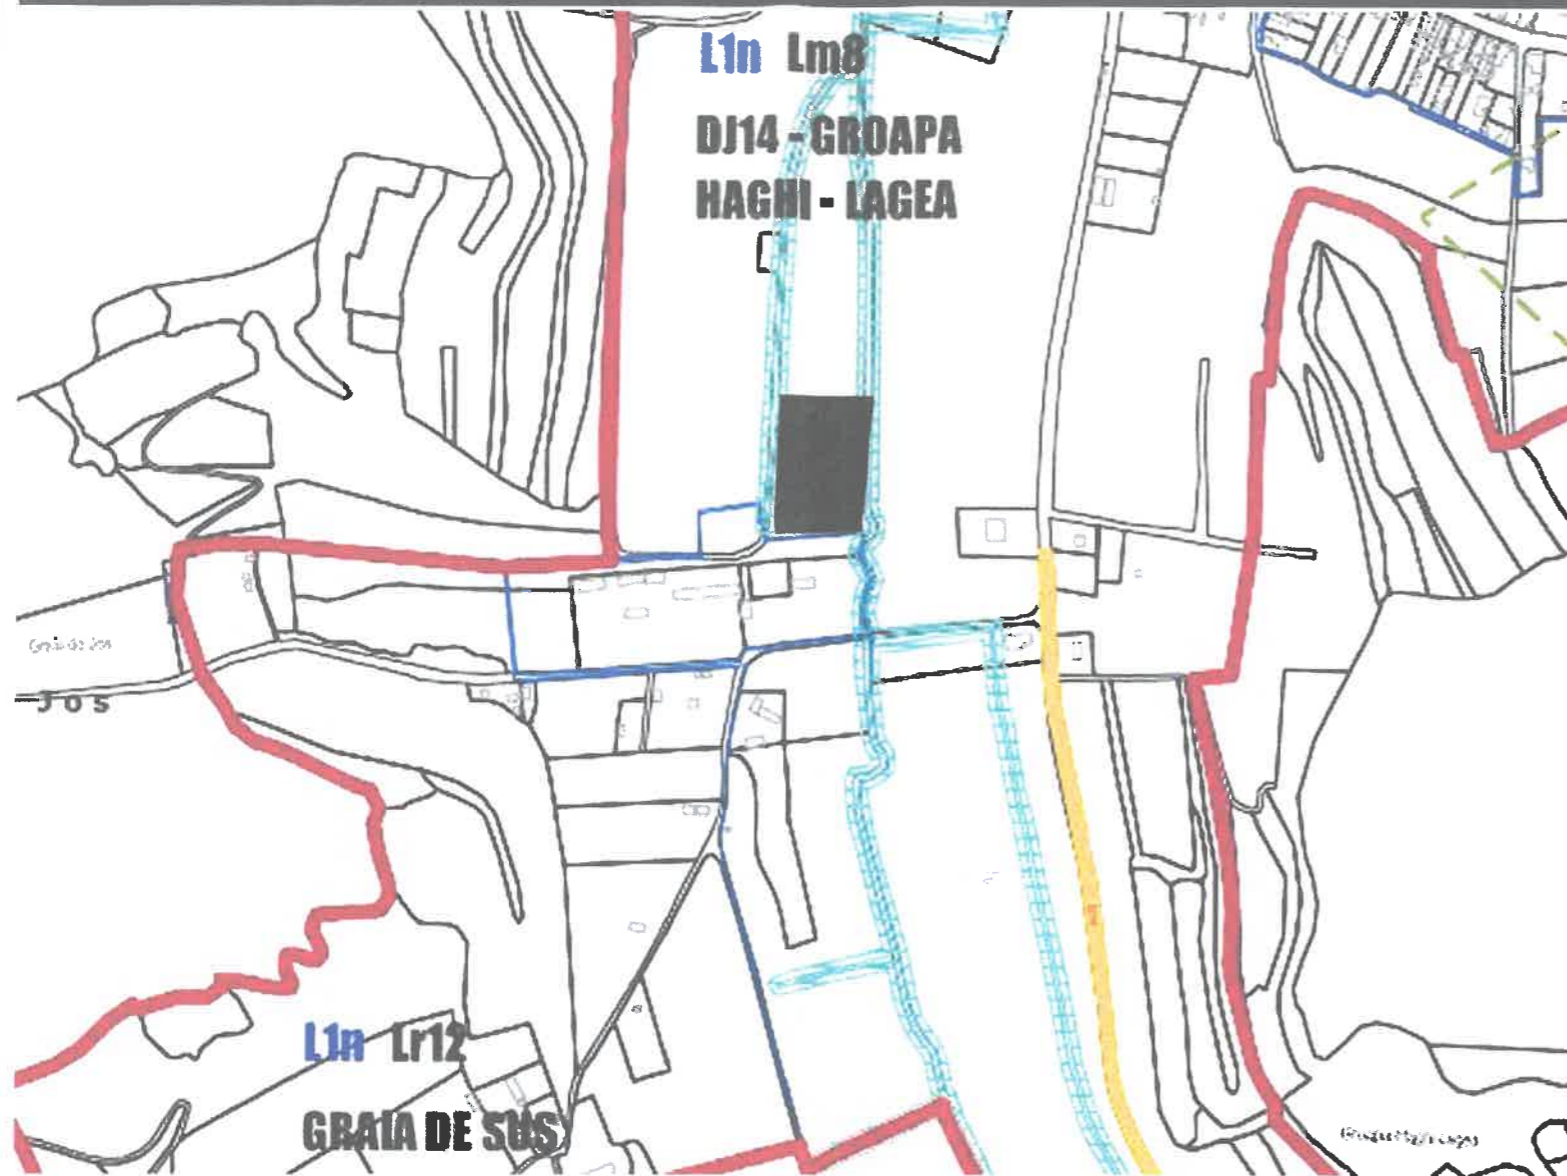 L1n Lm8
DJ14 - GROAPA
HAGHI - LAGEA
Jos
L1n Lr12
GRAIA DE SUS